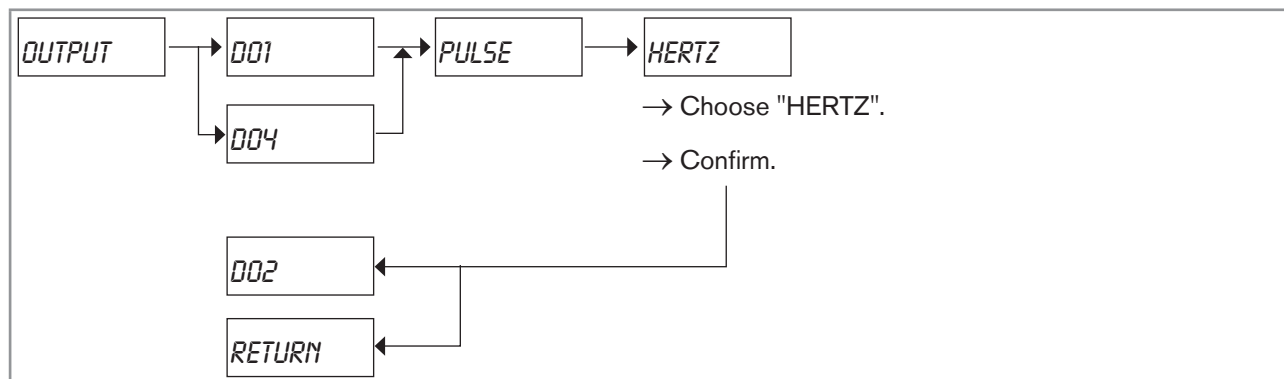 OUTPUT
DO1
PULSE
HERTZ
DO4
→ Choose "HERTZ".
→ Confirm.
DO2
RETURN